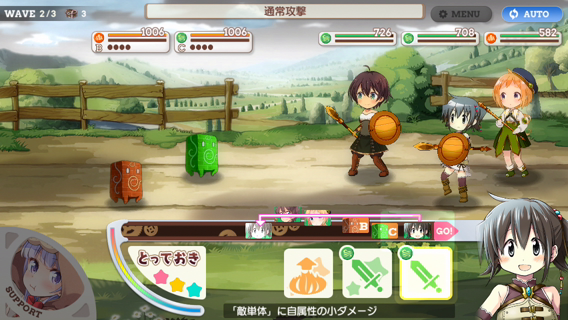 WAVE 2/3 3
通常攻撃
MENU
AUTO
1006
B
1006
C
726
708
582
B
C
GO!
とっておき
SUPPORT
「敵単体」に自属性の小ダメージ